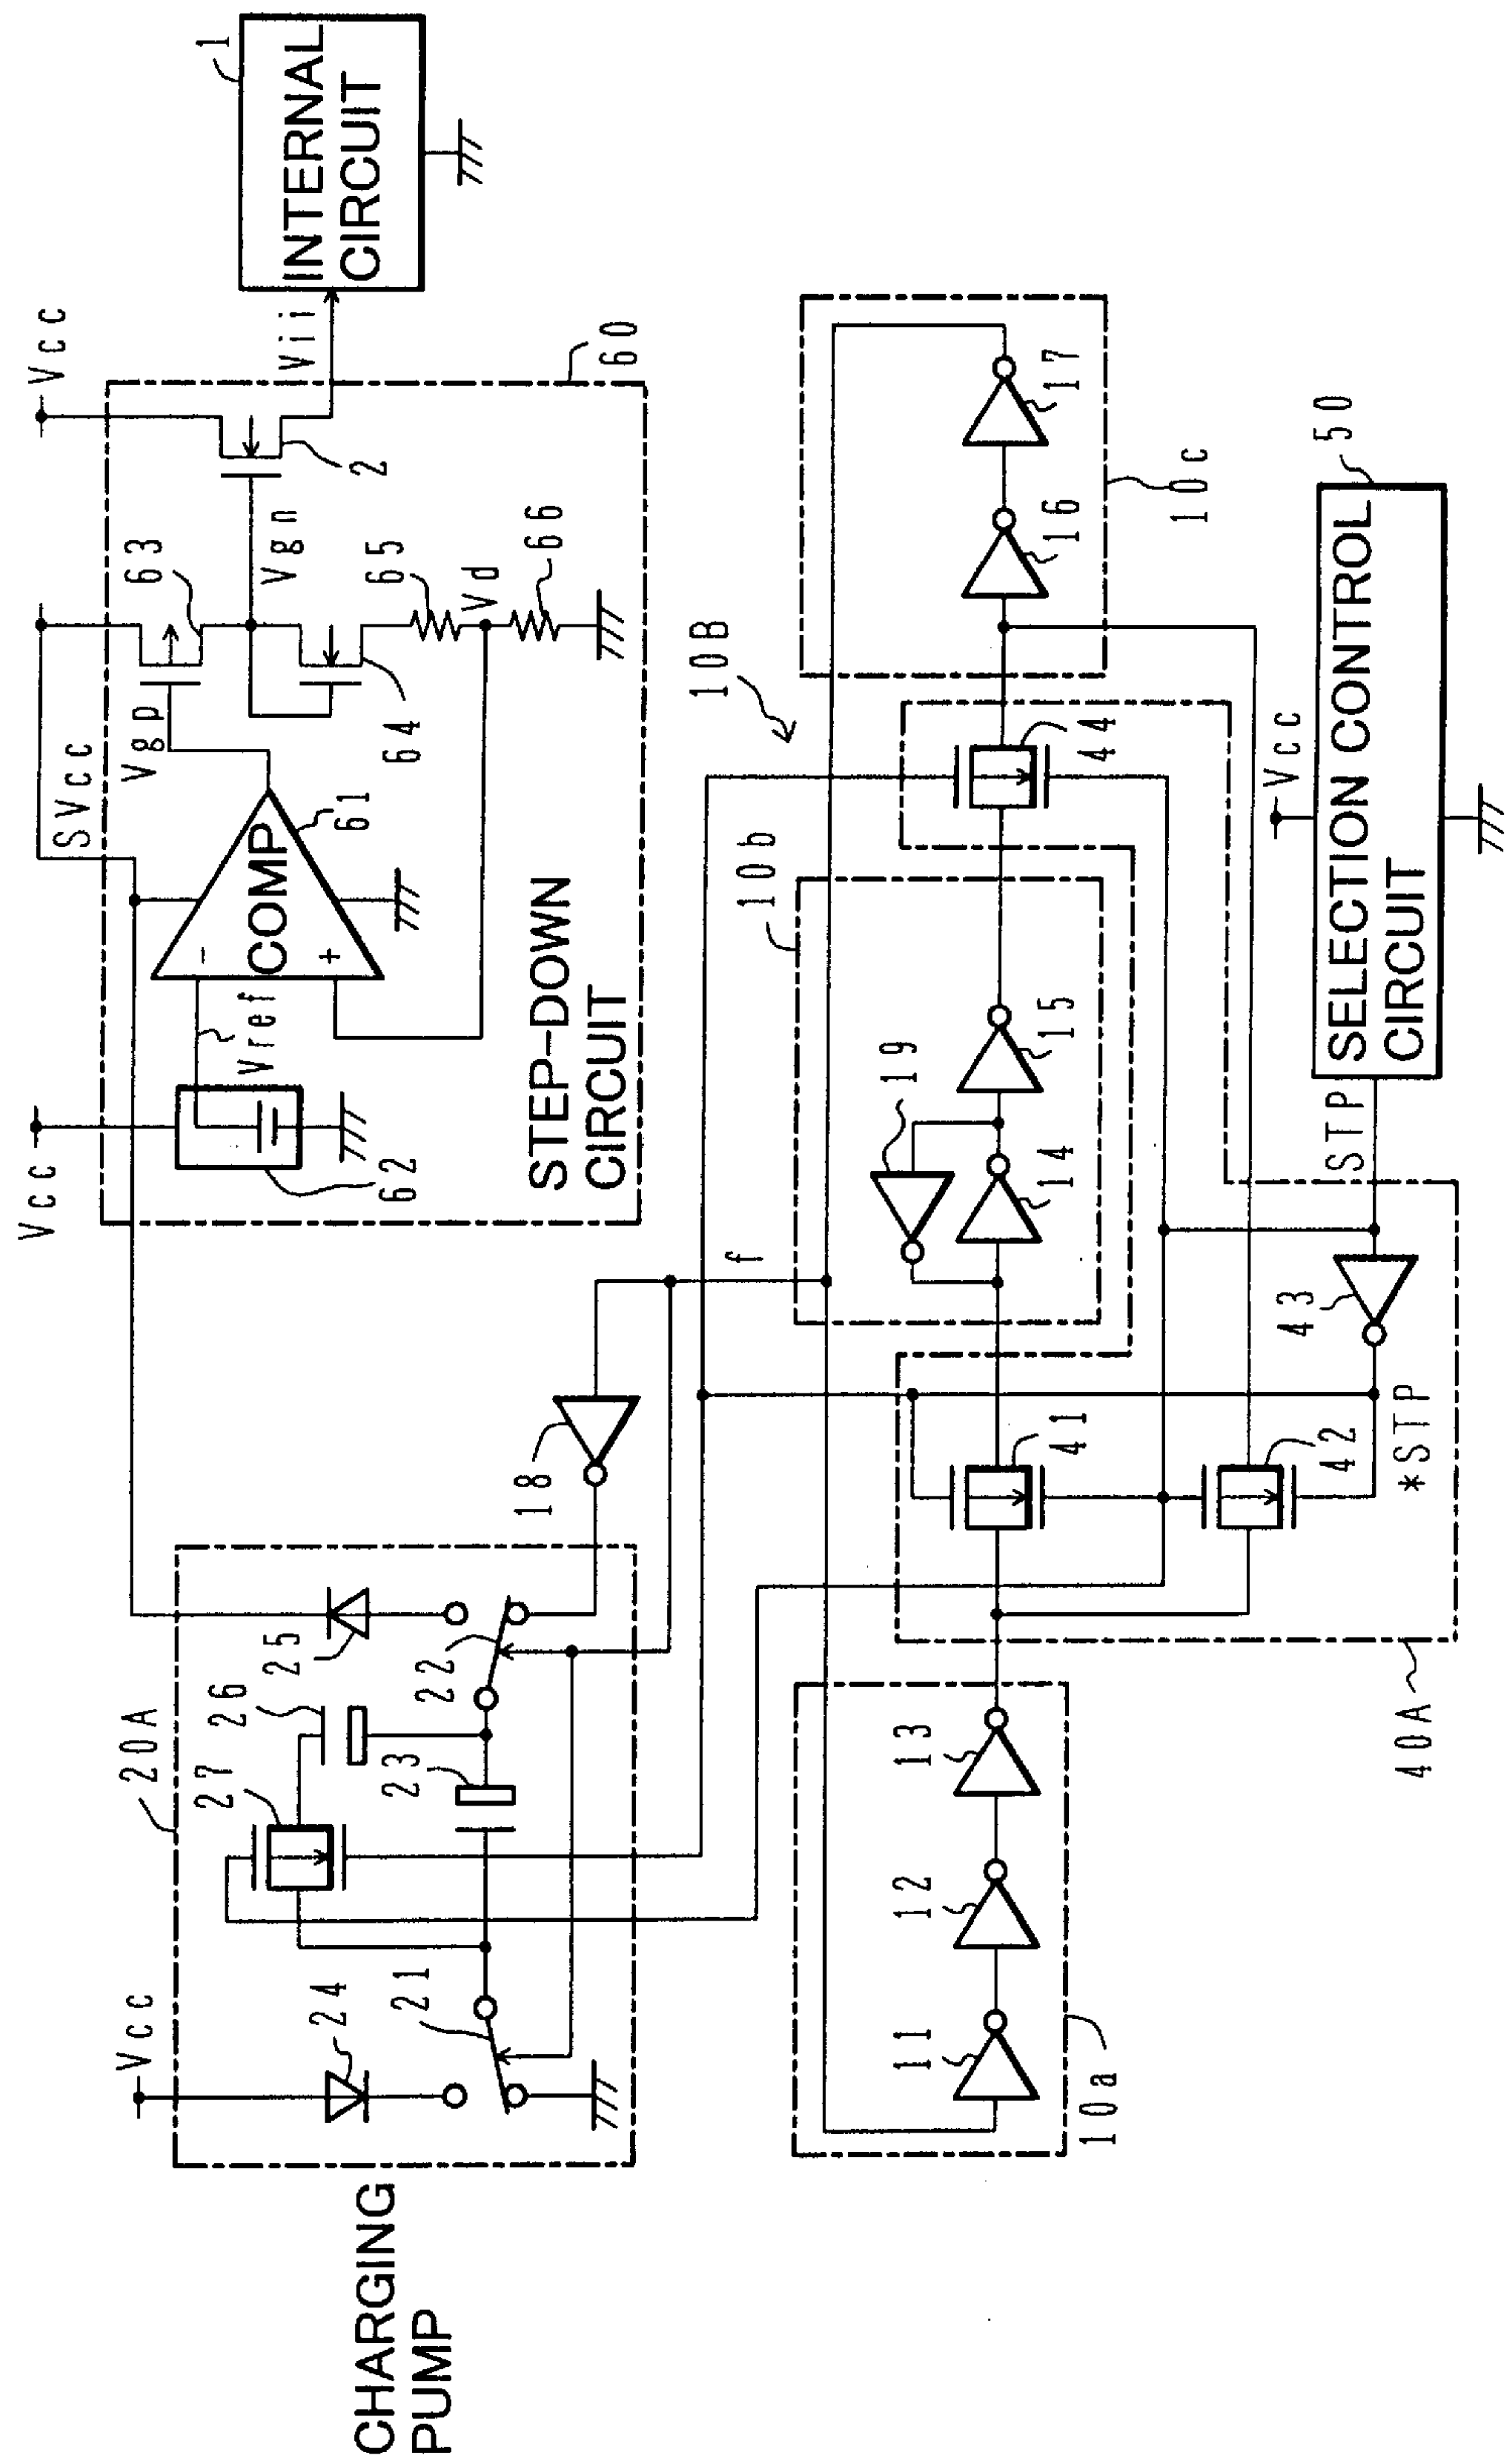 CHARGING
PUMP
20A
Vcc
24
21
27
26
23
25
22
18
f
Vcc
62
Vref
COMP
-
+
61
SVcc
Vgp
63
64
Vgn
65
Vd
66
Vcc
2
Vii
60
STEP-DOWN
CIRCUIT
1
INTERNAL
CIRCUIT
10B
10a
11
12
13
40A
41
42
43
*STP
STP
10b
19
14
15
44
10c
16
17
Vcc
50
SELECTION CONTROL
CIRCUIT